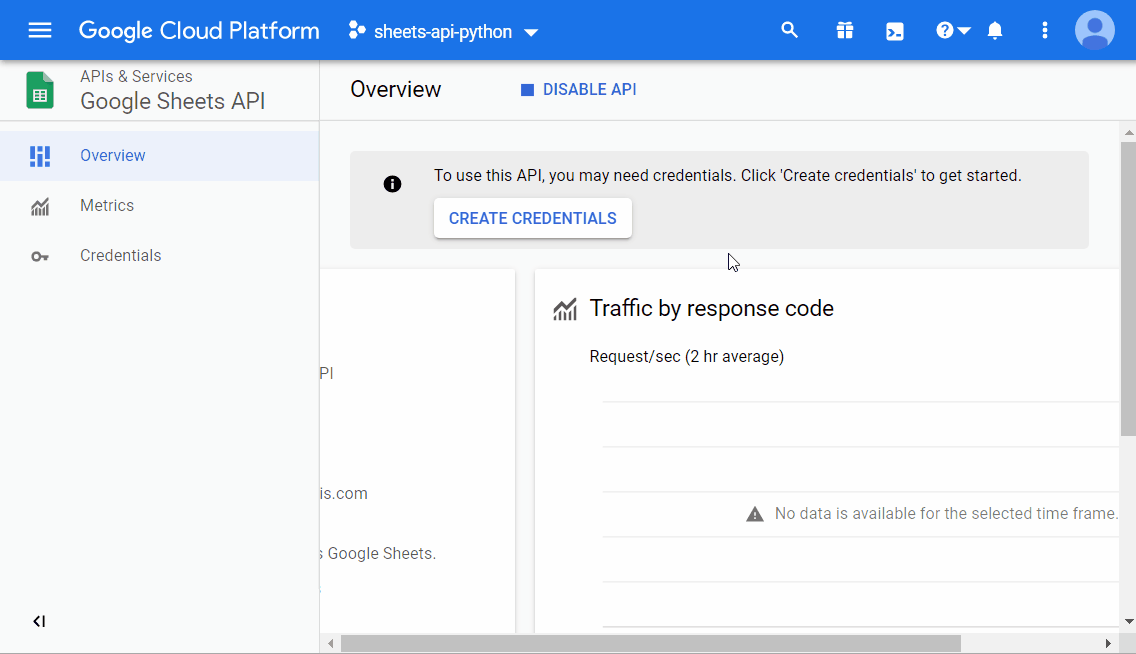 Google Cloud Platform
sheets-api-python
APIs & Services
Google Sheets API
Overview
DISABLE API
Overview
Metrics
Credentials
To use this API, you may need credentials. Click 'Create credentials' to get started.
CREATE CREDENTIALS
PI
is.com
s Google Sheets.
Traffic by response code
Request/sec (2 hr average)
No data is available for the selected time frame.